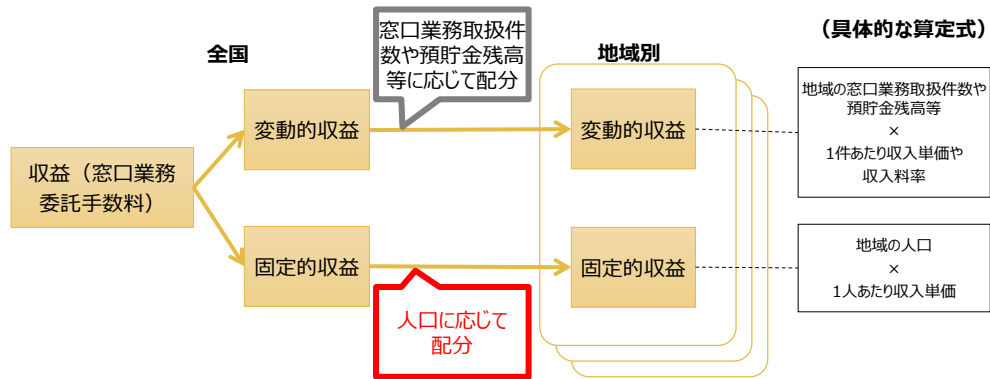 全国
窓口業務取扱件
数や預貯金残高
等に応じて配分
地域別
（具体的な算定式）
収益（窓口業務
委託手数料）
変動的収益
変動的収益
地域の窓口業務取扱件数や
預貯金残高等
×
1件あたり収入単価や
収入料率
固定的収益
固定的収益
地域の人口
×
1人あたり収入単価
人口に応じて
配分